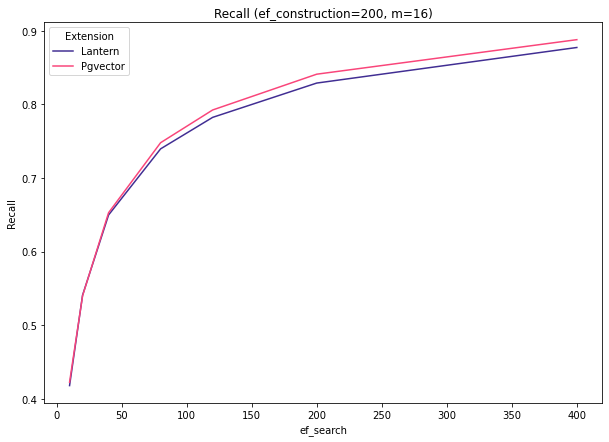 Recall (ef_construction=200, m=16)
Extension
Lantern
Pgvector
0.9
0.8
0.7
0.6
0.5
0.4
Recall
0 50 100 150 200 250 300 350 400
ef_search